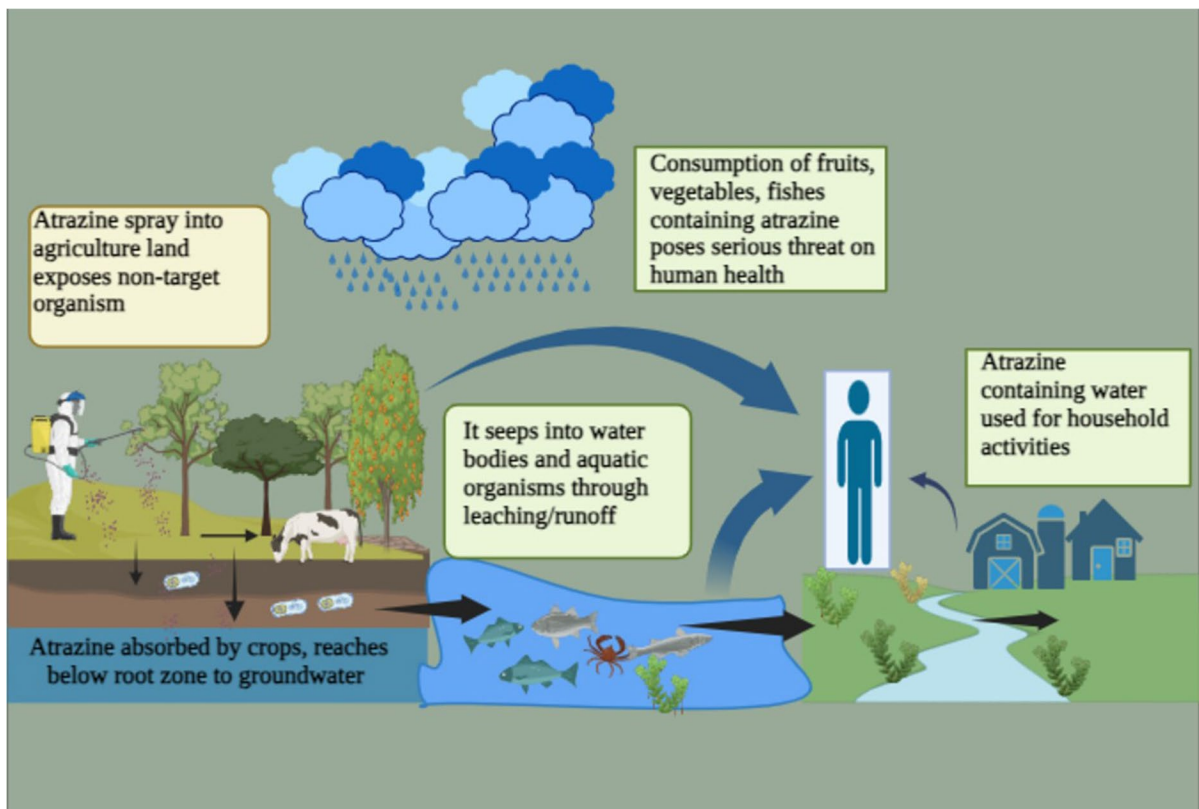 Atrazine spray into
agriculture land
exposes non-target
organism
Consumption of fruits,
vegetables, fishes
containing atrazine
poses serious threat on
human health
It seeps into water
bodies and aquatic
organisms through
leaching/runoff
Atrazine
containing water
used for household
activities
Atrazine absorbed by crops, reaches
below root zone to groundwater